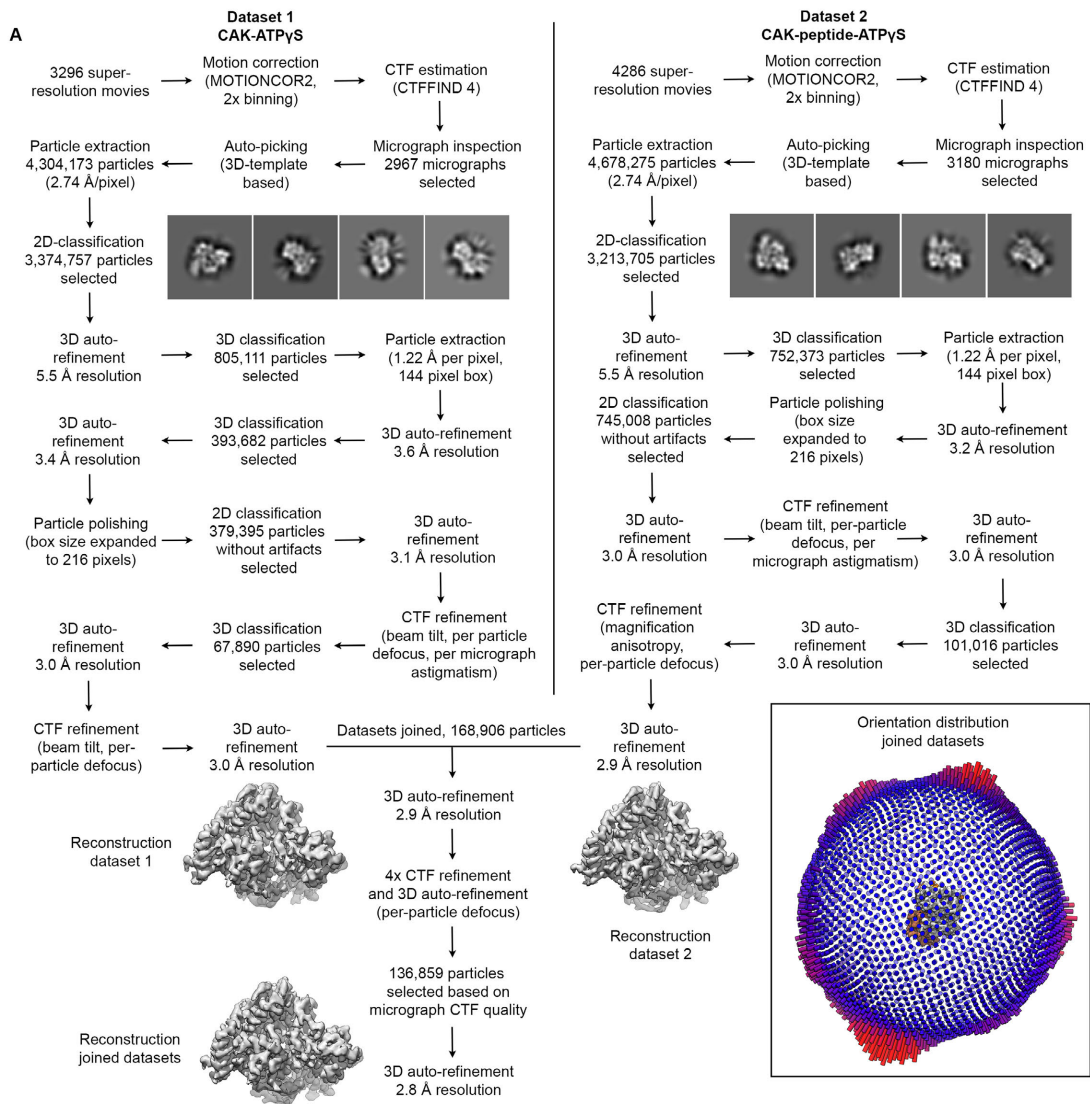 A
Dataset 1
CAK-ATPγS
3296 super-
resolution movies
Motion correction
(MOTIONCOR2,
2x binning)
CTF estimation
(CTFFIND 4)
Particle extraction
4,304,173 particles
(2.74 Å/pixel)
Auto-picking
(3D-template
based)
Micrograph inspection
2967 micrographs
selected
2D-classification
3,374,757 particles
selected
3D auto-
refinement
5.5 Å resolution
3D classification
805,111 particles
selected
Particle extraction
(1.22 Å per pixel,
144 pixel box)
3D auto-
refinement
3.4 Å resolution
3D classification
393,682 particles
selected
3D auto-refinement
3.6 Å resolution
Particle polishing
(box size expanded
to 216 pixels)
2D classification
379,395 particles
without artifacts
selected
3D auto-
refinement
3.1 Å resolution
3D auto-
refinement
3.0 Å resolution
3D classification
67,890 particles
selected
CTF refinement
(beam tilt, per particle
defocus, per micrograph
astigmatism)
CTF refinement
(beam tilt, per-
particle defocus)
3D auto-
refinement
3.0 Å resolution
Dataset 2
CAK-peptide-ATPγS
4286 super-
resolution movies
Motion correction
(MOTIONCOR2,
2x binning)
CTF estimation
(CTFFIND 4)
Particle extraction
4,678,275 particles
(2.74 Å/pixel)
Auto-picking
(3D-template
based)
Micrograph inspection
3180 micrographs
selected
2D-classification
3,213,705 particles
selected
3D auto-
refinement
5.5 Å resolution
3D classification
752,373 particles
selected
Particle extraction
(1.22 Å per pixel,
144 pixel box)
2D classification
745,008 particles
without artifacts
selected
Particle polishing
(box size
expanded to
216 pixels)
3D auto-refinement
3.2 Å resolution
3D auto-
refinement
3.0 Å resolution
CTF refinement
(beam tilt, per-particle
defocus, per
micrograph astigmatism)
3D auto-
refinement
3.0 Å resolution
CTF refinement
(magnification
anisotropy,
per-particle defocus)
3D auto-
refinement
3.0 Å resolution
3D classification
101,016 particles
selected
3D auto-
refinement
2.9 Å resolution
Datasets joined, 168,906 particles
Reconstruction
dataset 1
3D auto-refinement
2.9 Å resolution
4x CTF refinement
and 3D auto-refinement
(per-particle defocus)
Reconstruction
dataset 2
136,859 particles
selected based on
micrograph CTF quality
Reconstruction
joined datasets
3D auto-refinement
2.8 Å resolution
Orientation distribution
joined datasets